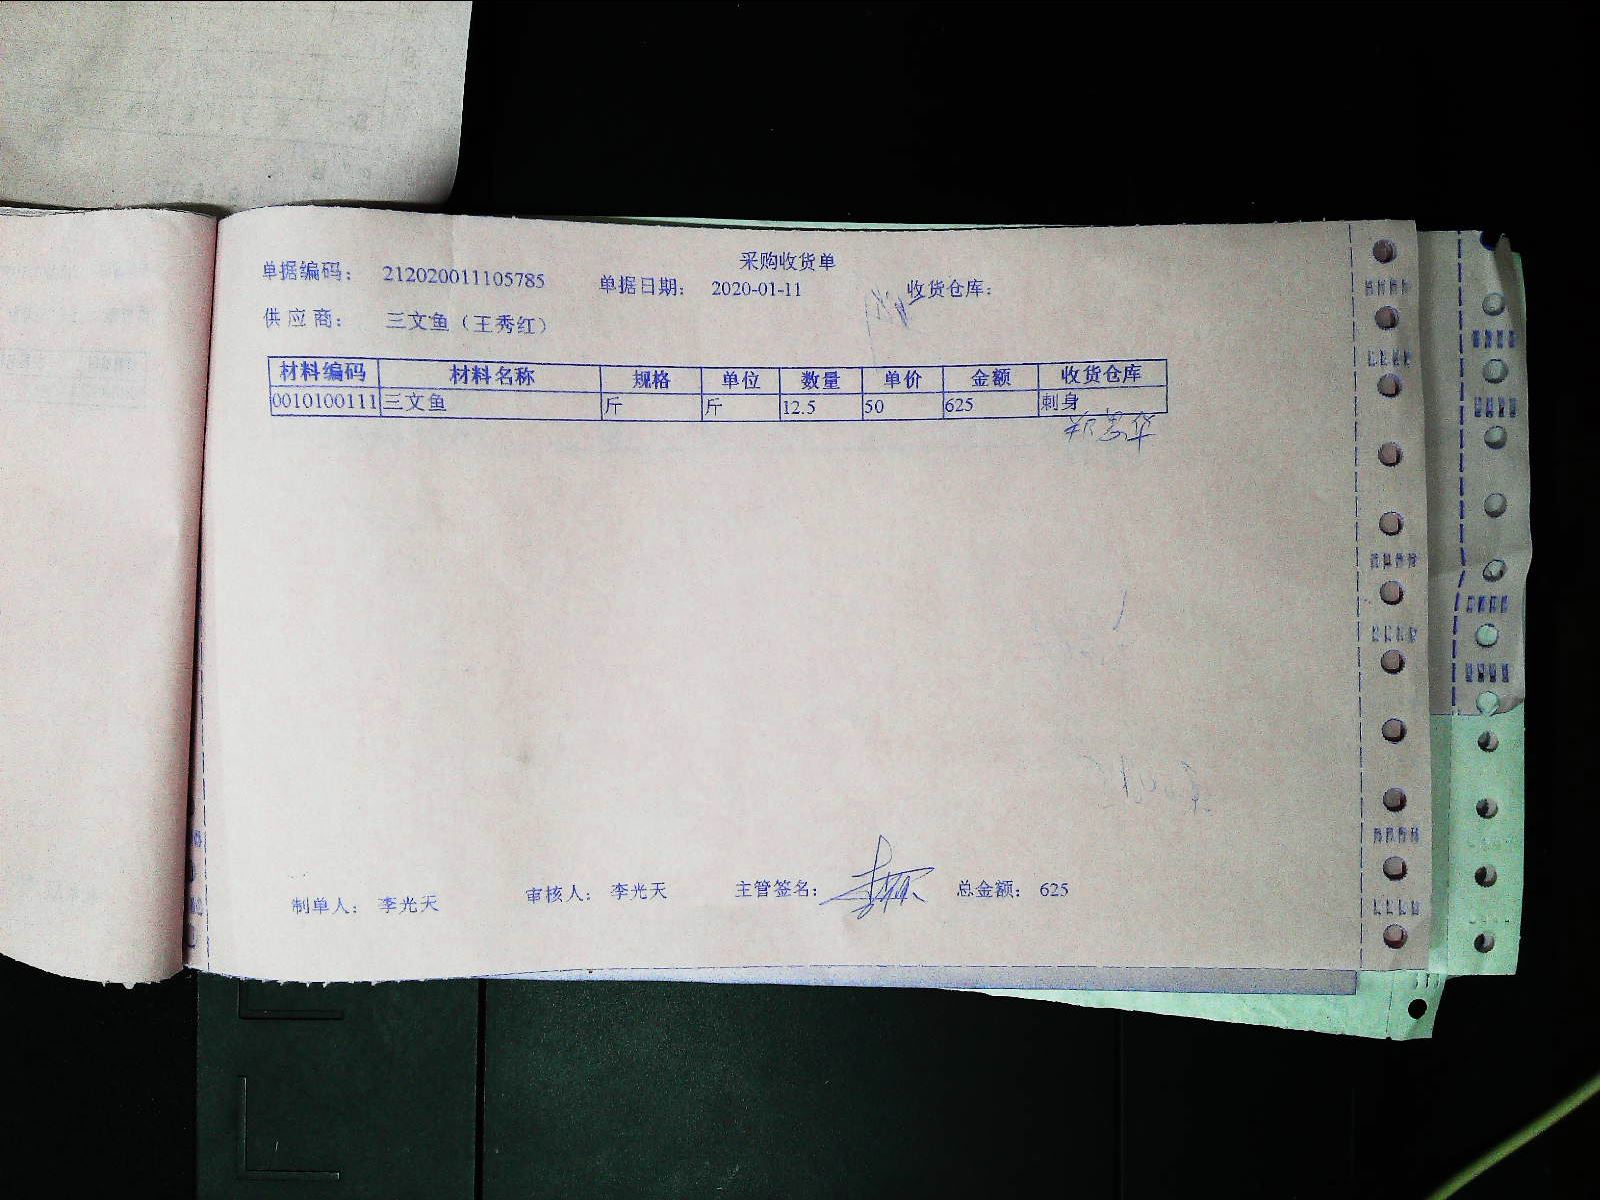 采购收货单
单据编码： 212020011105785 单据日期： 2020-01-11 收货仓库：
供应商： 三文鱼（王秀红）
材料编码 材料名称 规格 单位 数量 单价 金额 收货仓库
0010100111 三文鱼 斤 斤 12.5 50 625 刺身
制单人： 李光天 审核人： 李光天 主管签名： 总金额： 625